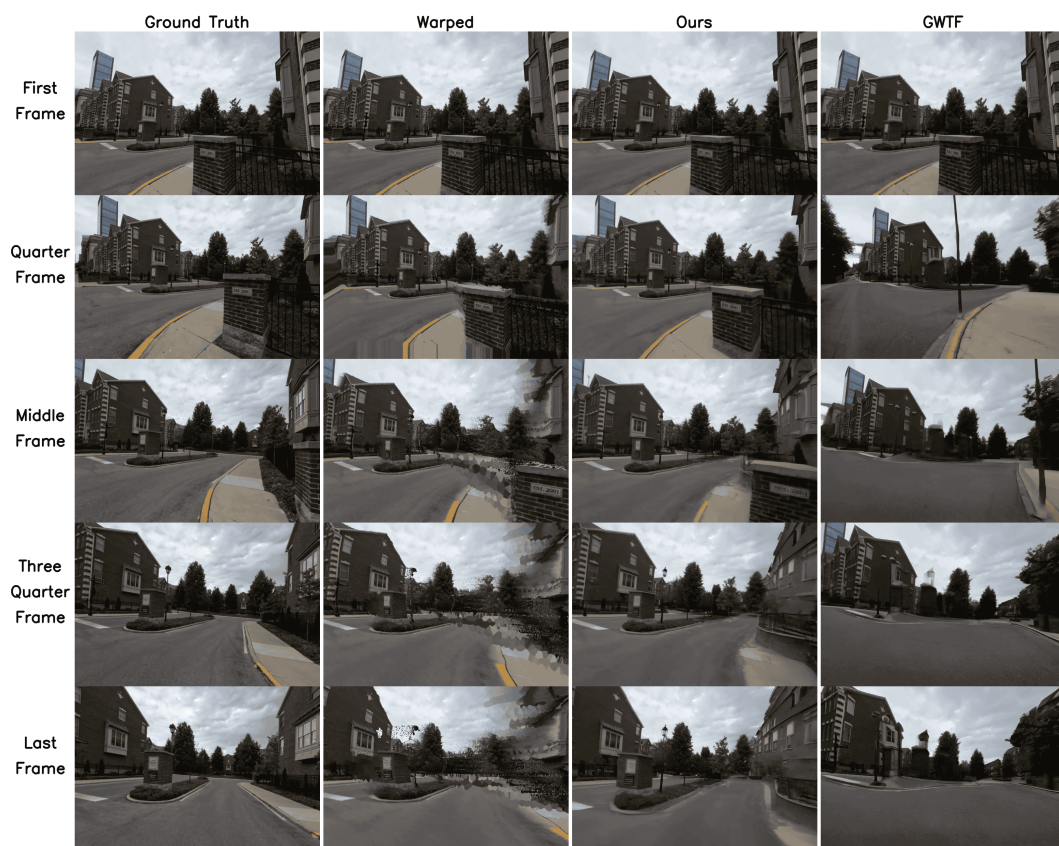 Ground Truth Warped Ours GWTF
First
Frame
Quarter
Frame
Middle
Frame
Three
Quarter
Frame
Last
Frame